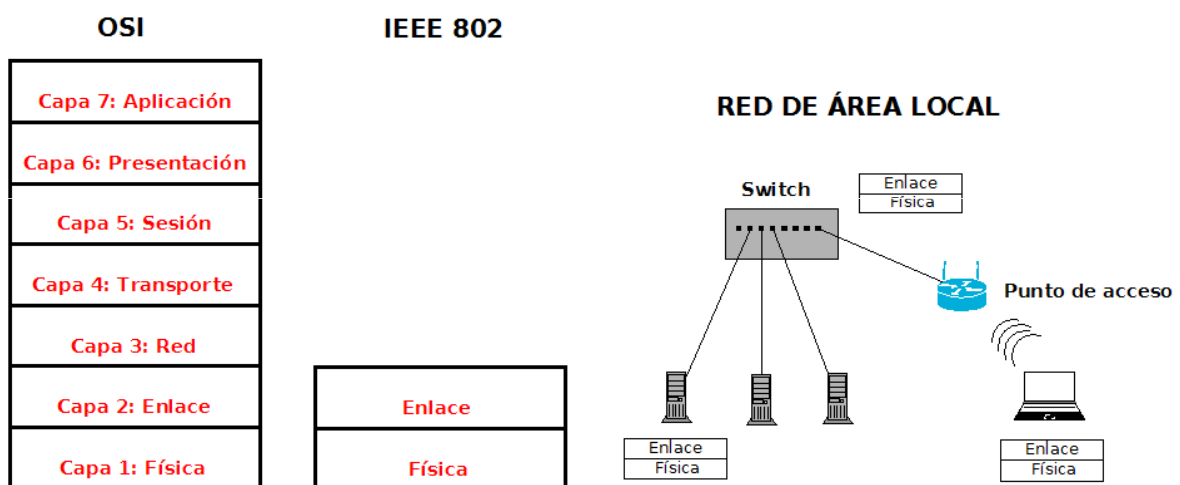 OSI
Capa 7: Aplicación
Capa 6: Presentación
Capa 5: Sesión
Capa 4: Transporte
Capa 3: Red
Capa 2: Enlace
Capa 1: Física
IEEE 802
Enlace
Física
RED DE ÁREA LOCAL
Switch
Enlace
Física
Punto de acceso
Enlace
Física
Enlace
Física